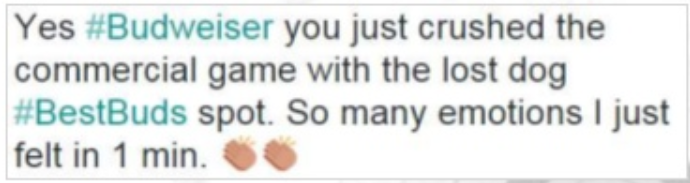 Yes #Budweiser you just crushed the
commercial game with the lost dog
#BestBuds spot. So many emotions I just
felt in 1 min. 👏👏